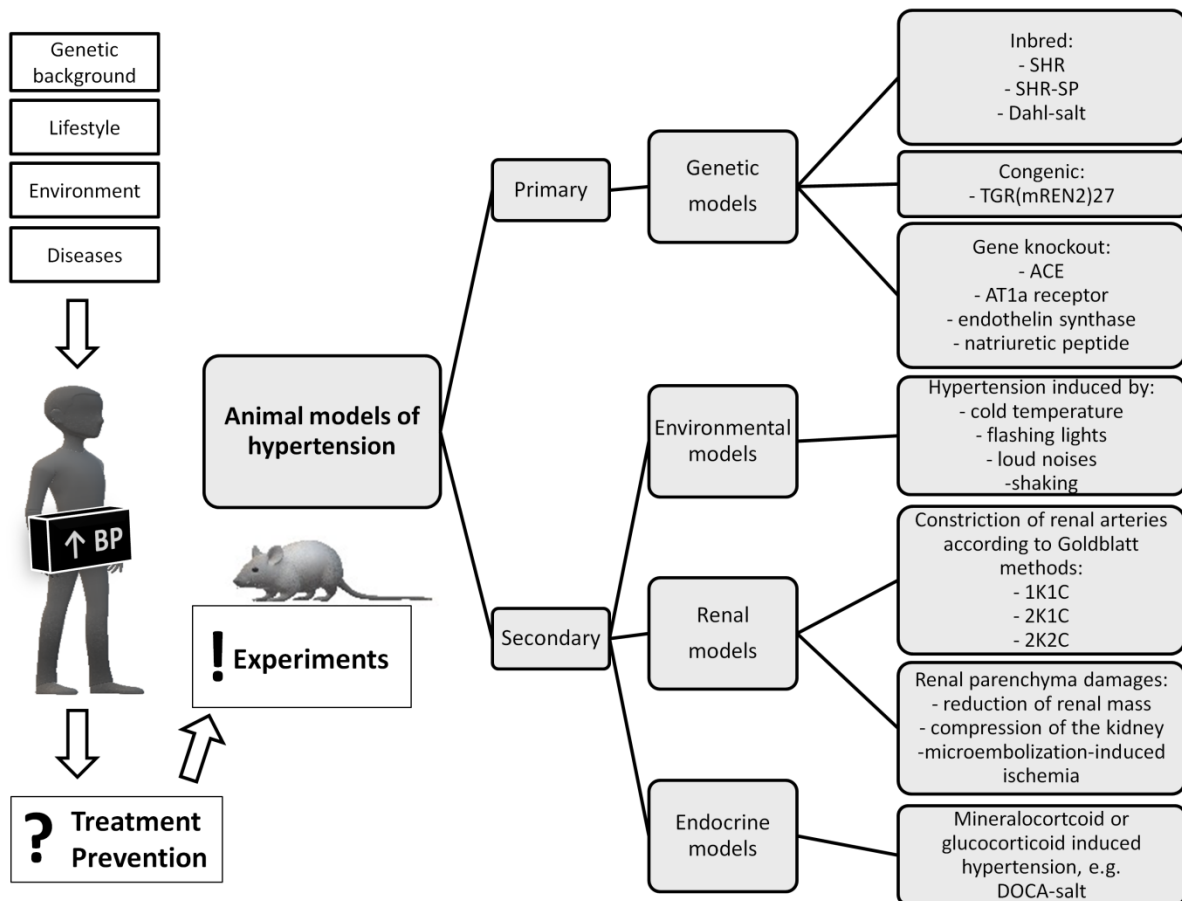 Genetic
background
Lifestyle
Environment
Diseases
↑ BP
? Treatment
Prevention
! Experiments
Animal models of
hypertension
Primary
Secondary
Genetic
models
Environmental
models
Renal
models
Endocrine
models
Inbred:
- SHR
- SHR-SP
- Dahl-salt
Congenic:
- TGR(mREN2)27
Gene knockout:
- ACE
- AT1a receptor
- endothelin synthase
- natriuretic peptide
Hypertension induced by:
- cold temperature
- flashing lights
- loud noises
-shaking
Constriction of renal arteries
according to Goldblatt
methods:
- 1K1C
- 2K1C
- 2K2C
Renal parenchyma damages:
- reduction of renal mass
- compression of the kidney
-microembolization-induced
ischemia
Mineralocortcoid or
glucocorticoid induced
hypertension, e.g.
DOCA-salt